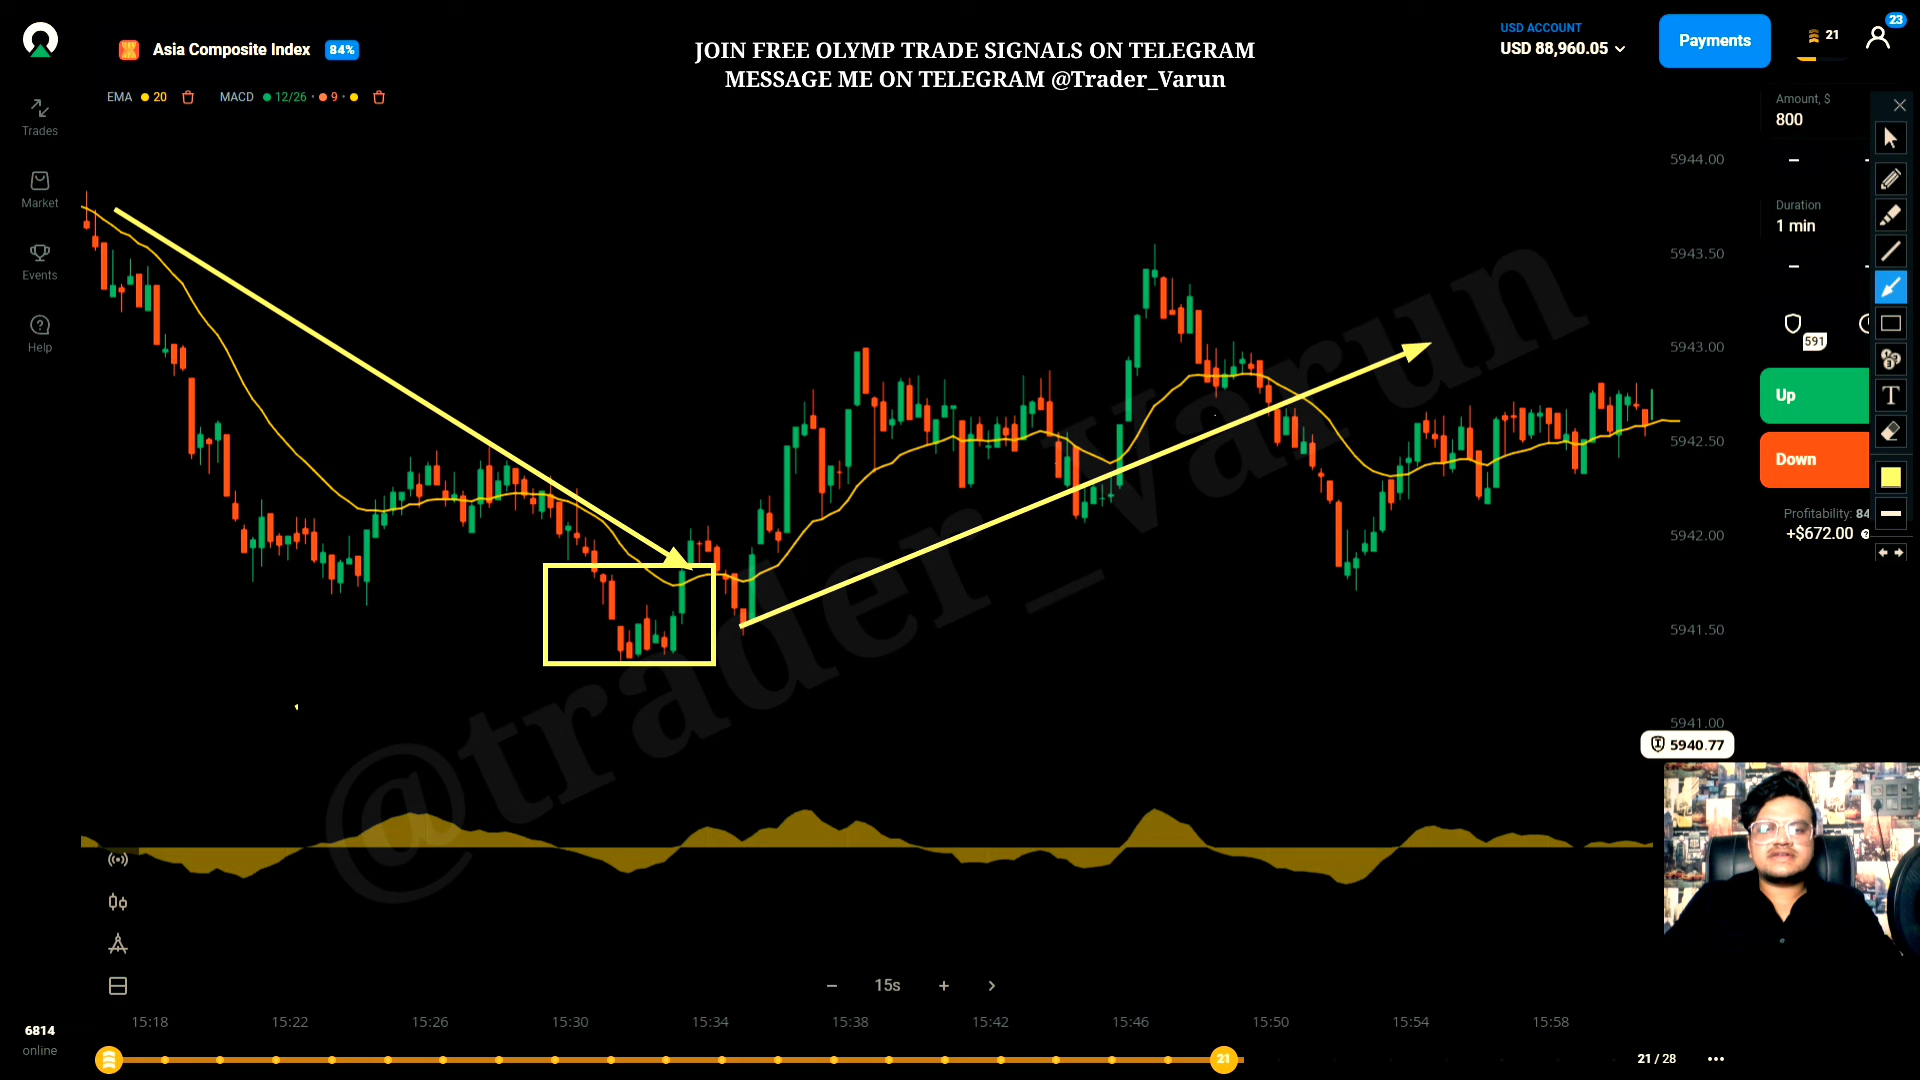 Asia Composite Index 84%
JOIN FREE OLYMP TRADE SIGNALS ON TELEGRAM
MESSAGE ME ON TELEGRAM @Trader_Varun
USD ACCOUNT
USD 88,960.05
Payments
21
23
EMA 20 MACD 12/26 · 9 ·
Trades
Market
Events
Help
Amount, $
800
Duration
1 min
591
Up
Down
Profitability: 84
+$672.00
T
5944.00
5943.50
5943.00
5942.50
5942.00
5941.50
5941.00
5940.77
@trader_varun
15s
15:18 15:22 15:26 15:30 15:34 15:38 15:42 15:46 15:50 15:54 15:58
6814
online
21
21 / 28